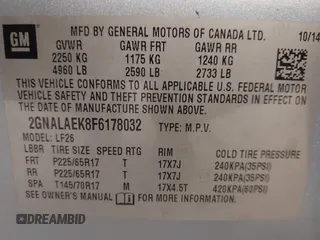 GM
MFD BY GENERAL MOTORS OF CANADA LTD. 10/14
GVWR GAWR FRT GAWR RR
2250 KG 1175 KG 1240 KG
4960 LB 2590 LB 2733 LB
THIS VEHICLE CONFORMS TO ALL APPLICABLE U.S. FEDERAL MOTOR
VEHICLE SAFETY AND THEFT PREVENTION STANDARDS IN
EFFECT ON THE DATE OF MANUFACTURE SHOWN ABOVE.
2GNALAEK8F6178032 TYPE: M.P.V.
MODEL: LF26
LBBR TIRE SIZE SPEED RTG RIM COLD TIRE PRESSURE
FRT P225/65R17 T 17X7J 240KPA(35PSI)
RR P225/65R17 T 17X7J 240KPA(35PSI)
SPA T145/70R17 M 17X4.5T 420KPA(60PSI)
SEE OWNER'S MANUAL FOR ADDITIONAL INFORMATION
DREAMBID